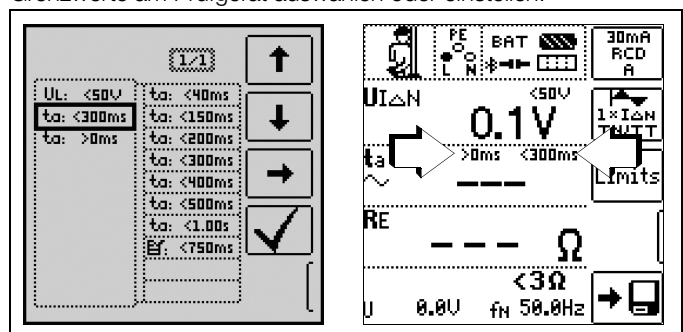 Grenzwerte am Prüfgerät auswählen oder einstellen.
1/1
UL: <50V
ta: <300ms
ta: >0ms
ta: <40ms
ta: <150ms
ta: <200ms
ta: <300ms
ta: <400ms
ta: <500ms
ta: <1.00s
: <750ms
PE
L N
BAT
30mA
RCD
A
UI△N
<50V
0.1V
1×I△N
TN/TT
ta
>0ms <300ms
~
---
Limits
RE
--- Ω
<3Ω
U 0.0V fN 50.0Hz